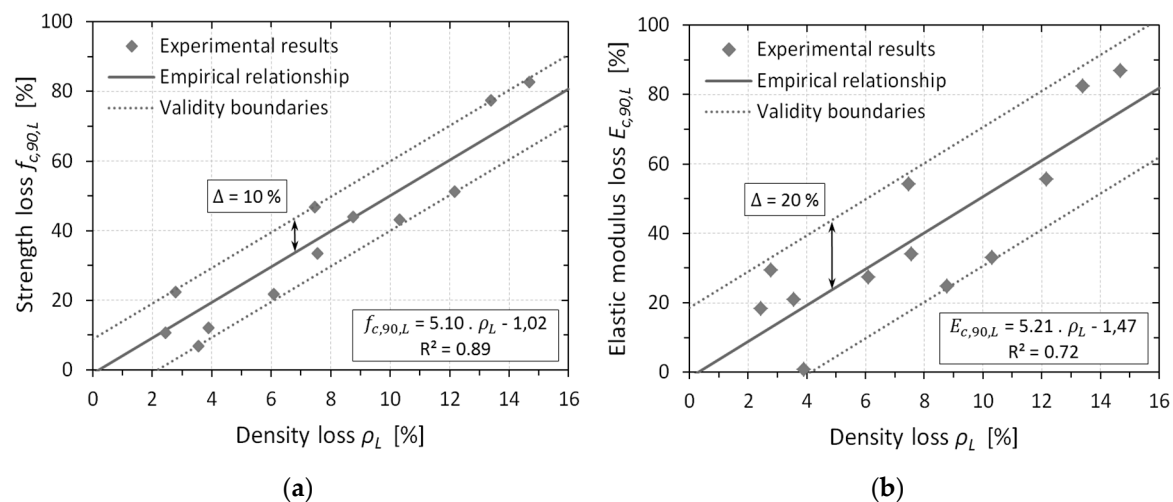 100
80
60
40
20
0
Strength loss f_c,90,L [%]
Experimental results
Empirical relationship
Validity boundaries
Δ = 10 %
f_c,90,L = 5.10 . ρ_L - 1,02
R² = 0.89
0 2 4 6 8 10 12 14 16
Density loss ρ_L [%]
(a)
100
80
60
40
20
0
Elastic modulus loss E_c,90,L [%]
Experimental results
Empirical relationship
Validity boundaries
Δ = 20 %
E_c,90,L = 5.21 . ρ_L - 1,47
R² = 0.72
0 2 4 6 8 10 12 14 16
Density loss ρ_L [%]
(b)